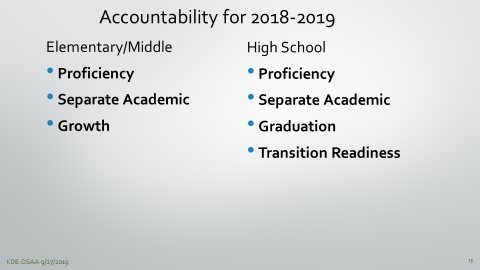 Accountability for 2018-2019
Elementary/Middle
• Proficiency
• Separate Academic
• Growth
High School
• Proficiency
• Separate Academic
• Graduation
• Transition Readiness
KDE-OSAA-9/27/2019